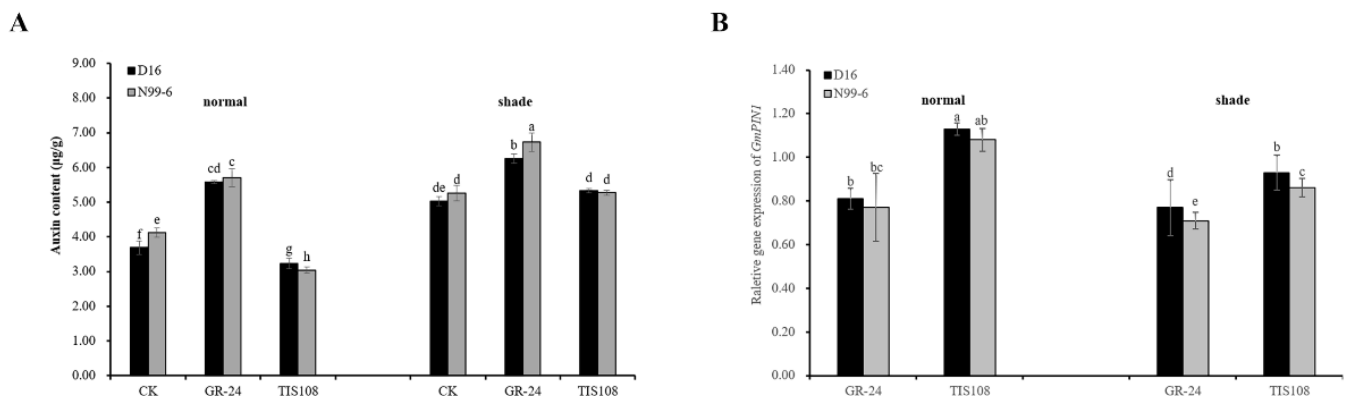 A
9.00
8.00
7.00
6.00
5.00
4.00
3.00
2.00
1.00
0.00
Auxin content (µg/g)
D16
N99-6
normal
shade
f
e
cd
c
g
h
de
d
b
a
d
d
CK
GR-24
TIS108
CK
GR-24
TIS108
B
1.40
1.20
1.00
0.80
0.60
0.40
0.20
0.00
Raletive gene expression of GmPIN1
D16
N99-6
normal
shade
b
bc
a
ab
d
e
b
c
GR-24
TIS108
GR-24
TIS108